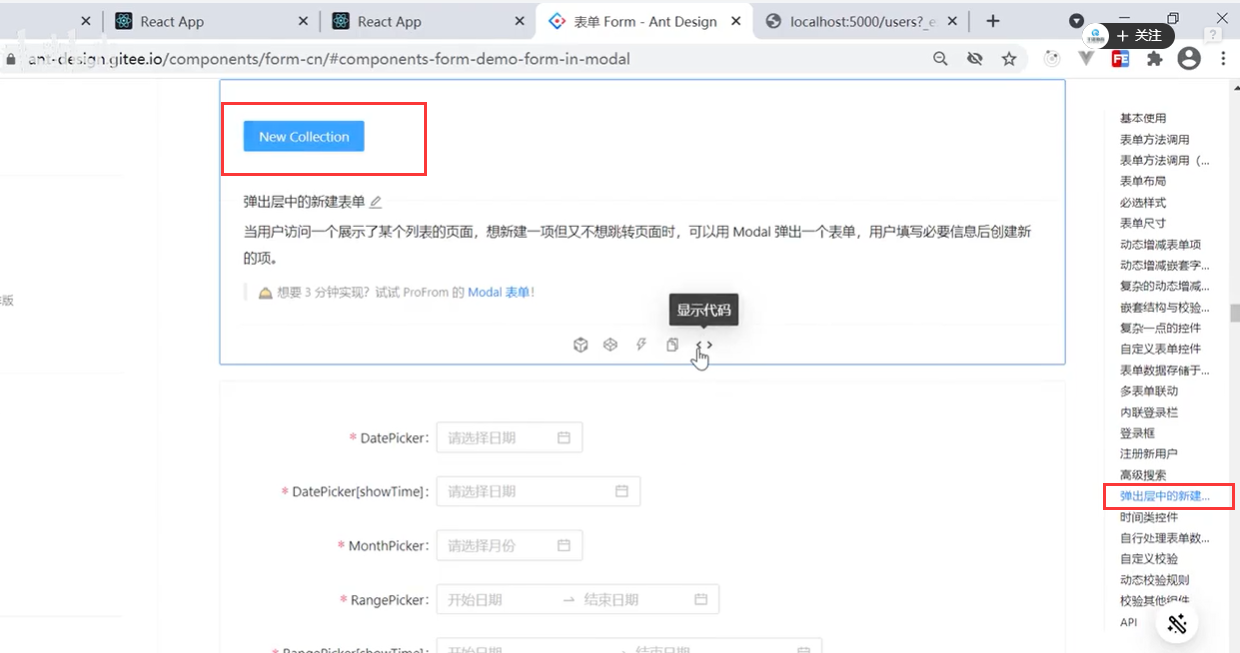 React App
React App
表单 Form - Ant Design
localhost:5000/users?_e
关注
ant-design.gitee.io/components/form-cn/#components-form-demo-form-in-modal
New Collection
弹出层中的新建表单
当用户访问一个展示了某个列表的页面，想新建一项但又不想跳转页面时，可以用 Modal 弹出一个表单，用户填写必要信息后创建新
的项。
想要 3 分钟实现？试试 ProFrom 的 Modal 表单！
显示代码
版
* DatePicker:
请选择日期
* DatePicker[showTime]:
请选择日期
* MonthPicker:
请选择月份
* RangePicker:
开始日期
结束日期
* RangePicker[showTime]:
开始日期
结束日期
基本使用
表单方法调用
表单方法调用（...
表单布局
必选样式
表单尺寸
动态增减表单项
动态增减嵌套字...
复杂的动态增减...
嵌套结构与校验...
复杂一点的控件
自定义表单控件
表单数据存储于...
多表单联动
内联登录栏
登录框
注册新用户
高级搜索
弹出层中的新建...
时间类控件
自行处理表单数...
自定义校验
动态校验规则
校验其他组件
API